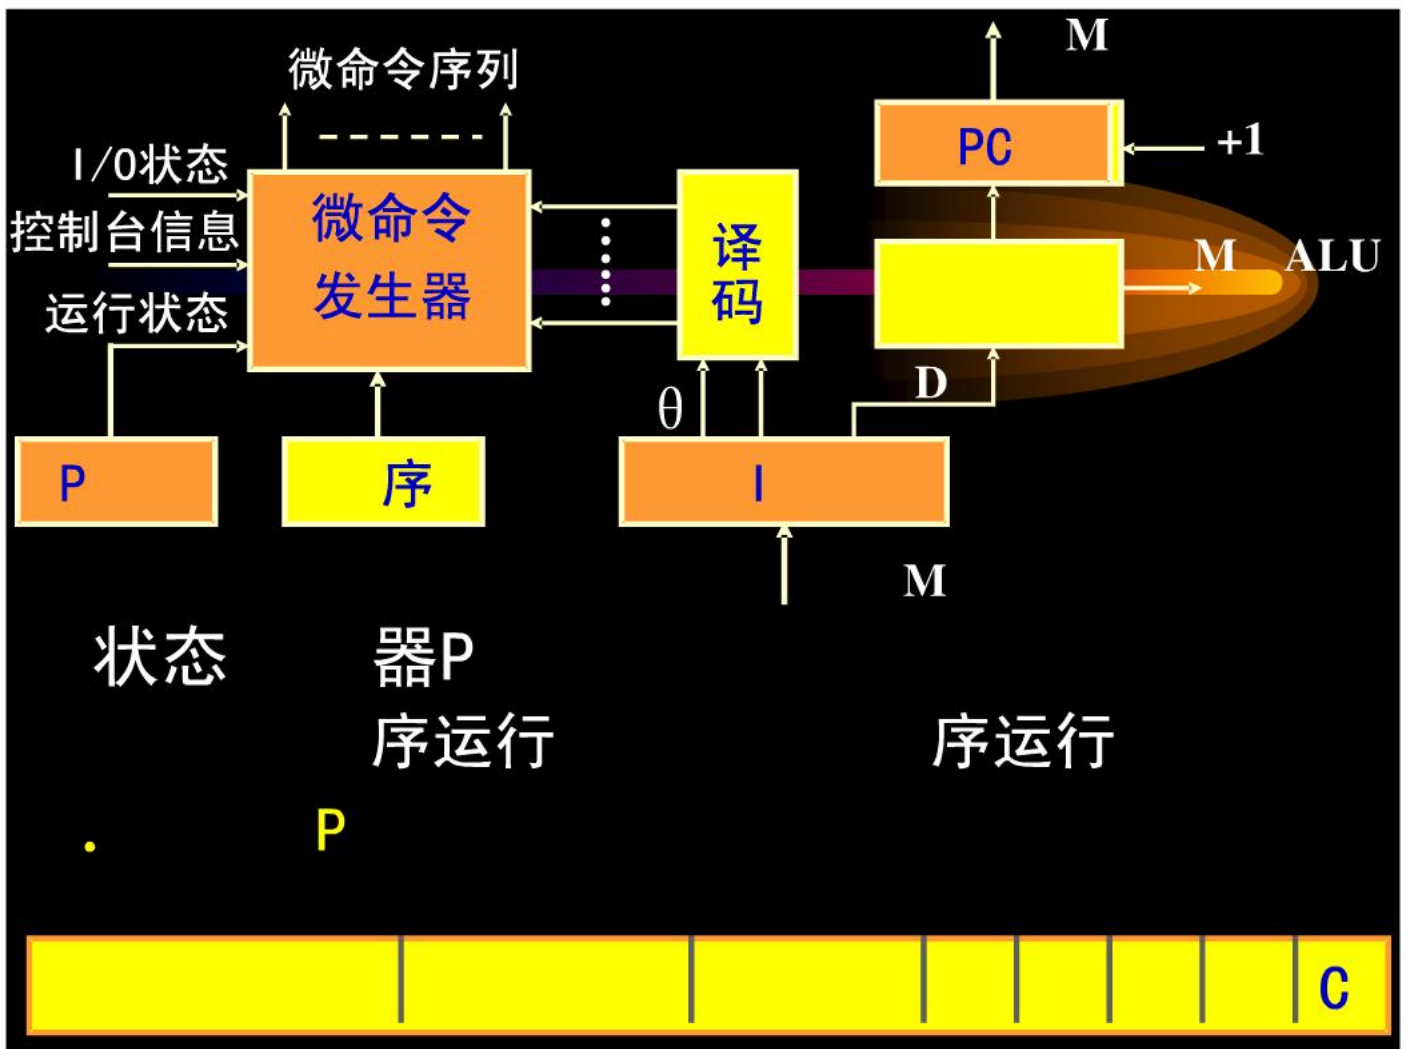 M
微命令序列
PC
+1
I/O状态
微命令
发生器
控制台信息
译
码
M ALU
运行状态
D
θ
P
序
I
M
状态 器P
序运行 序运行
. P
C